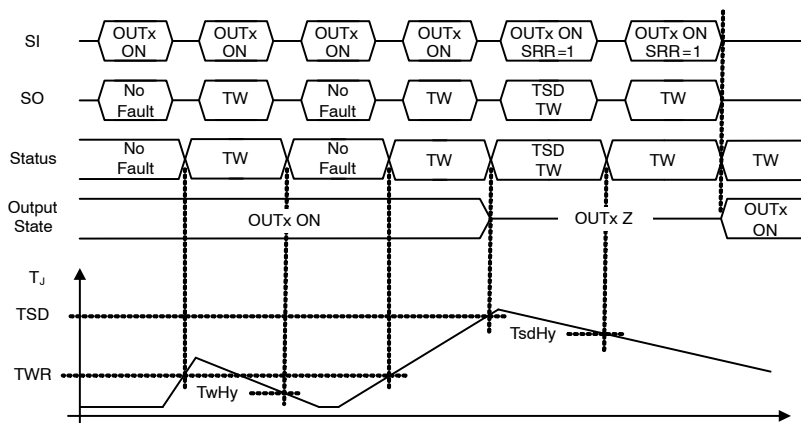 SI
OUTx
ON
OUTx
ON
OUTx
ON
OUTx
ON
OUTx ON
SRR=1
OUTx ON
SRR=1
SO
No
Fault
TW
No
Fault
TW
TSD
TW
TW
Status
No
Fault
TW
No
Fault
TW
TSD
TW
TW
TW
Output
State
OUTx ON
OUTx Z
OUTx
ON
TJ
TSD
TsdHy
TWR
TwHy